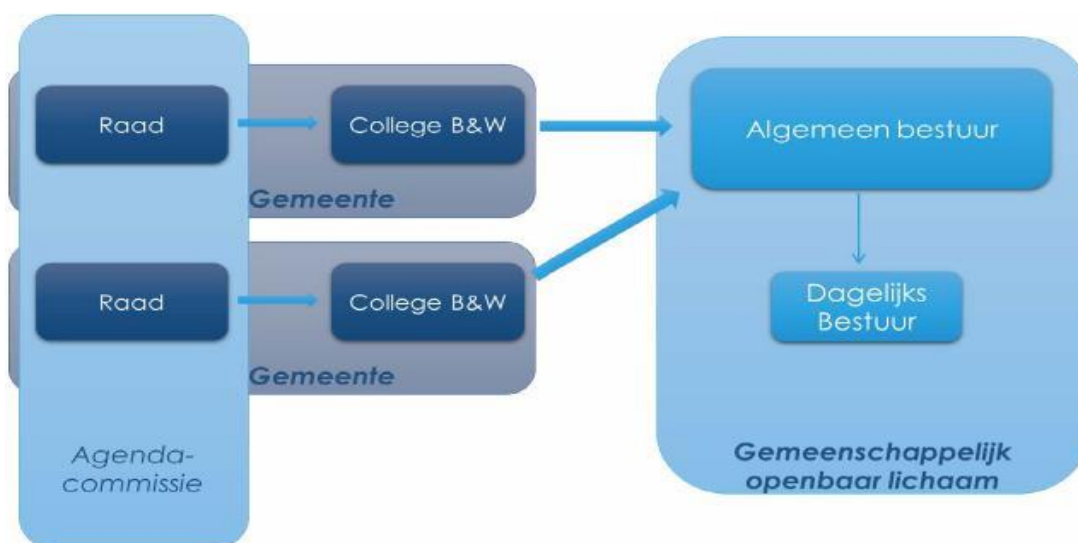 Raad
College B&W
Algemeen bestuur
Gemeente
Raad
College B&W
Dagelijks
Bestuur
Gemeente
Agenda-
commissie
Gemeenschappelijk
openbaar lichaam